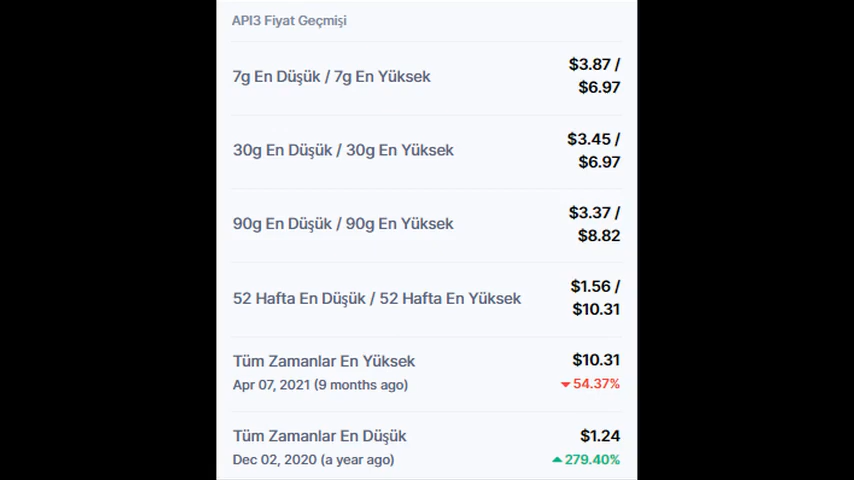 API3 Fiyat Geçmişi
7g En Düşük / 7g En Yüksek
$3.87 /
$6.97
30g En Düşük / 30g En Yüksek
$3.45 /
$6.97
90g En Düşük / 90g En Yüksek
$3.37 /
$8.82
52 Hafta En Düşük / 52 Hafta En Yüksek
$1.56 /
$10.31
Tüm Zamanlar En Yüksek
$10.31
Apr 07, 2021 (9 months ago)
54.37%
Tüm Zamanlar En Düşük
$1.24
Dec 02, 2020 (a year ago)
279.40%